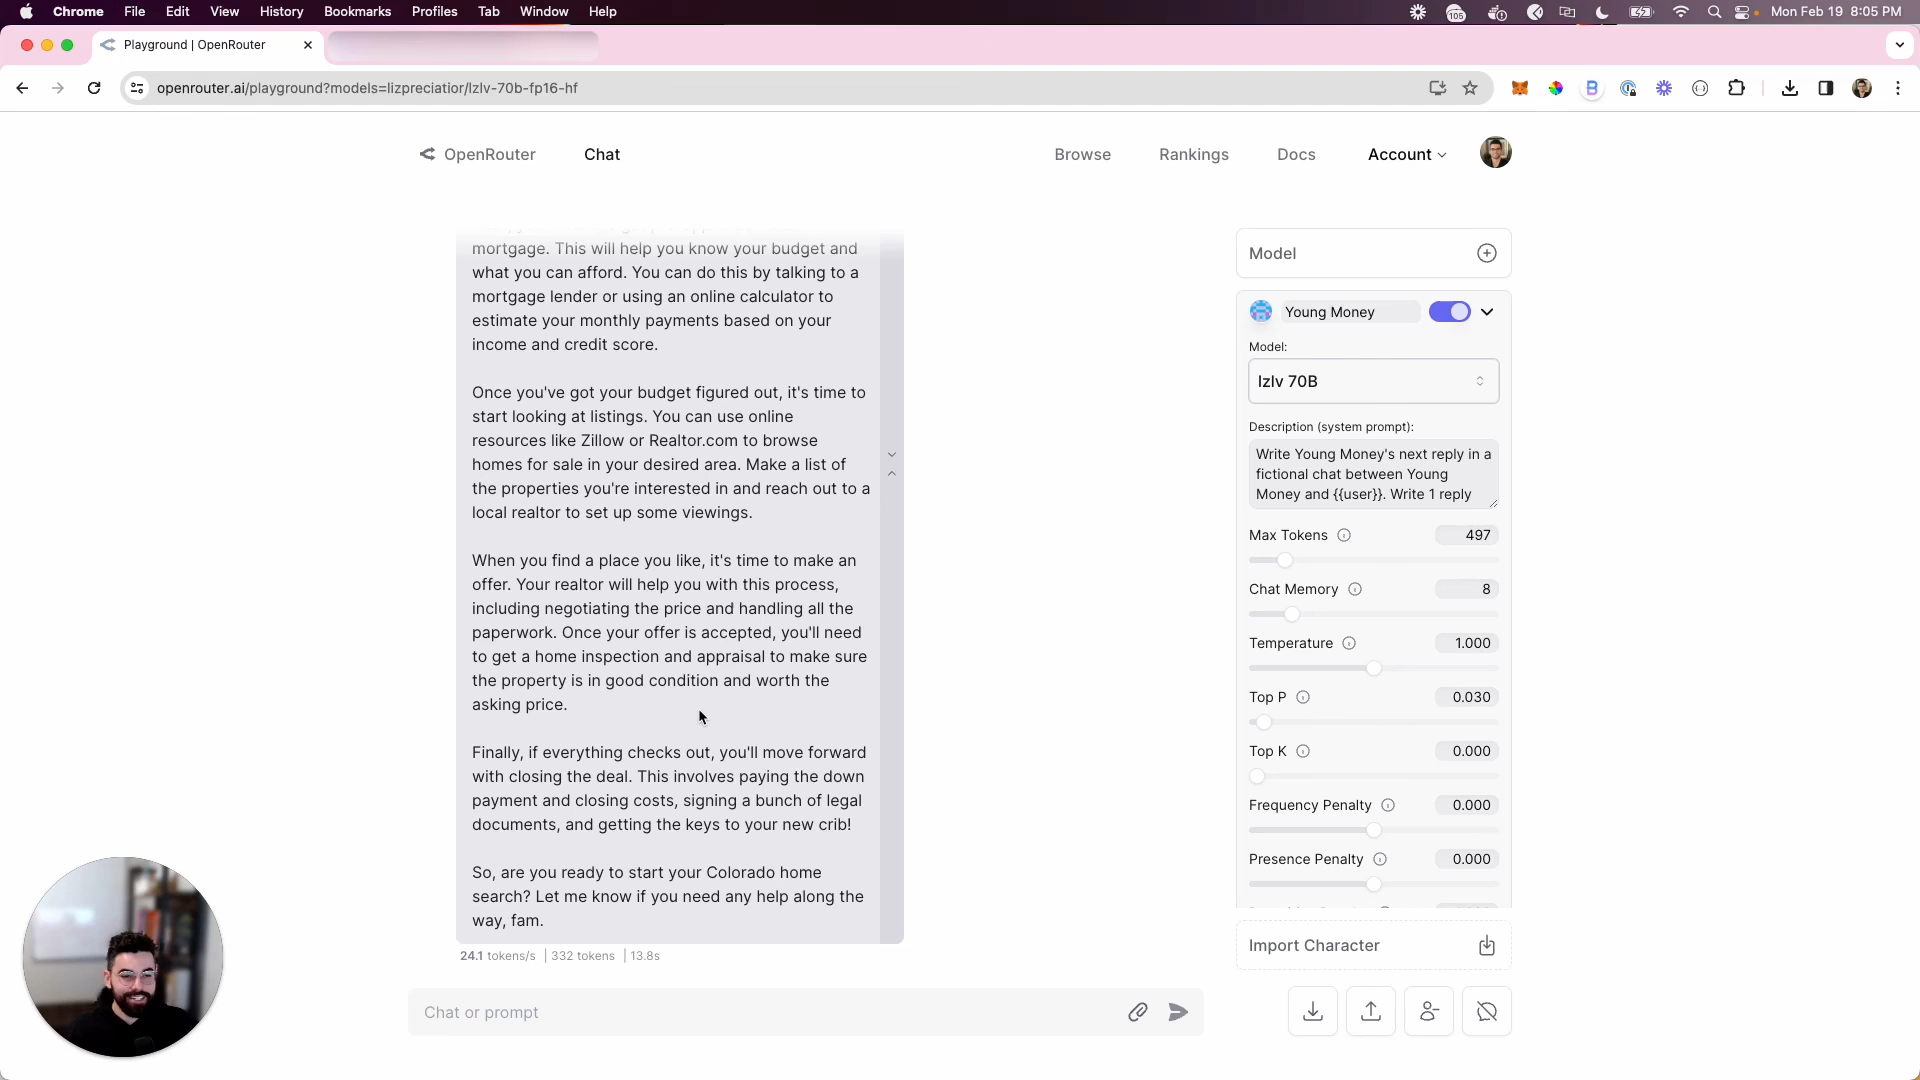 Chrome File Edit View History Bookmarks Profiles Tab Window Help
105
Mon Feb 19 8:05 PM
Playground | OpenRouter
openrouter.ai/playground?models=lizpreciatior/lzlv-70b-fp16-hf
OpenRouter Chat Browse Rankings Docs Account
mortgage. This will help you know your budget and
what you can afford. You can do this by talking to a
mortgage lender or using an online calculator to
estimate your monthly payments based on your
income and credit score.
Once you've got your budget figured out, it's time to
start looking at listings. You can use online
resources like Zillow or Realtor.com to browse
homes for sale in your desired area. Make a list of
the properties you're interested in and reach out to a
local realtor to set up some viewings.
When you find a place you like, it's time to make an
offer. Your realtor will help you with this process,
including negotiating the price and handling all the
paperwork. Once your offer is accepted, you'll need
to get a home inspection and appraisal to make sure
the property is in good condition and worth the
asking price.
Finally, if everything checks out, you'll move forward
with closing the deal. This involves paying the down
payment and closing costs, signing a bunch of legal
documents, and getting the keys to your new crib!
So, are you ready to start your Colorado home
search? Let me know if you need any help along the
way, fam.
24.1 tokens/s | 332 tokens | 13.8s
Chat or prompt
Model
Young Money
Model:
lzlv 70B
Description (system prompt):
Write Young Money's next reply in a
fictional chat between Young
Money and {{user}}. Write 1 reply
Max Tokens 497
Chat Memory 8
Temperature 1.000
Top P 0.030
Top K 0.000
Frequency Penalty 0.000
Presence Penalty 0.000
Import Character